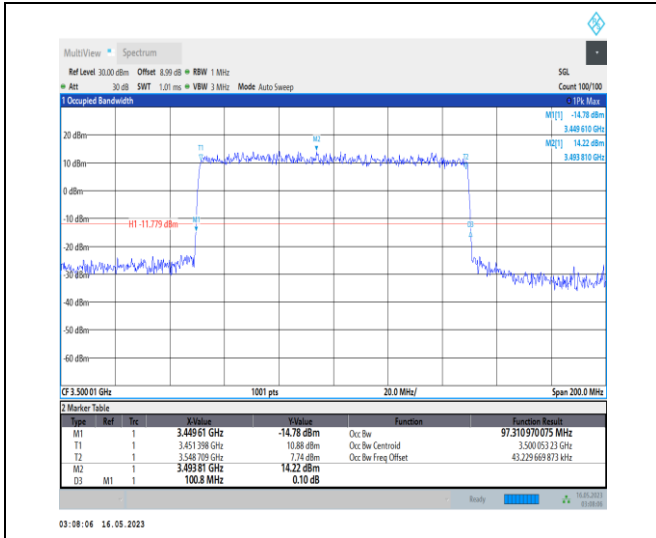 MultiView Spectrum
Ref Level 30.00 dBm Offset 8.99 dB RBW 1 MHz SGL
Att 30 dB SWT 1.01 ms VBW 3 MHz Mode Auto Sweep Count 100/100
1 Occupied Bandwidth 1Pk Max
M1[1] -14.78 dBm
3.449 610 GHz
M2[1] 14.22 dBm
3.493 810 GHz
20 dBm
M2
T1
T2
10 dBm
0 dBm
-10 dBm
H1 -11.779 dBm
M1
D3
-20 dBm
-30 dBm
-40 dBm
-50 dBm
-60 dBm
CF 3.500 01 GHz 1001 pts 20.0 MHz/ Span 200.0 MHz
2 Marker Table
Type Ref Trc X-Value Y-Value Function Function Result
M1 1 3.449 61 GHz -14.78 dBm Occ Bw 97.310 970 075 MHz
T1 1 3.451 398 GHz 10.88 dBm Occ Bw Centroid 3.500 053 23 GHz
T2 1 3.548 709 GHz 7.74 dBm Occ Bw Freq Offset 43.229 669 873 kHz
M2 1 3.493 81 GHz 14.22 dBm
D3 M1 1 100.8 MHz 0.10 dB
Ready 16.05.2023
03:08:06
03:08:06 16.05.2023